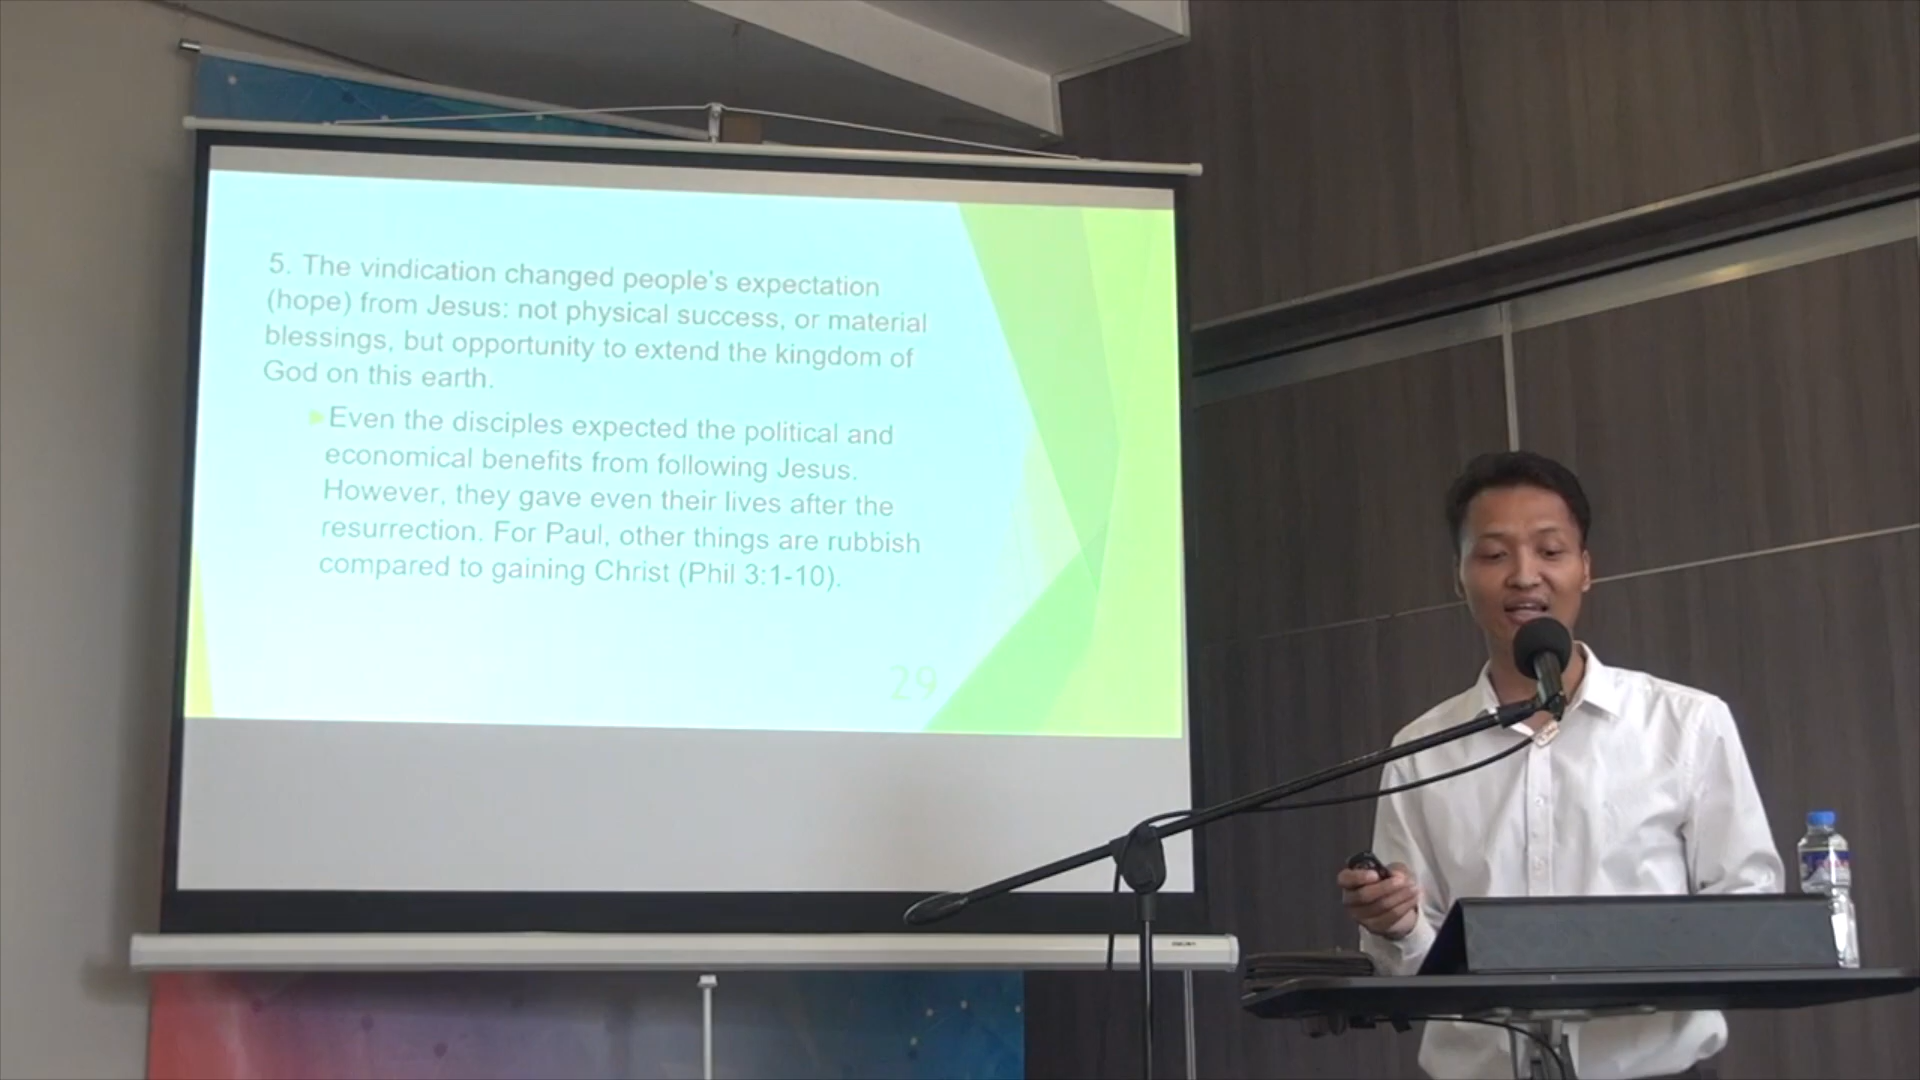 5. The vindication changed people's expectation
(hope) from Jesus: not physical success, or material
blessings, but opportunity to extend the kingdom of
God on this earth.
Even the disciples expected the political and
economical benefits from following Jesus.
However, they gave even their lives after the
resurrection. For Paul, other things are rubbish
compared to gaining Christ (Phil 3:1-10).
29